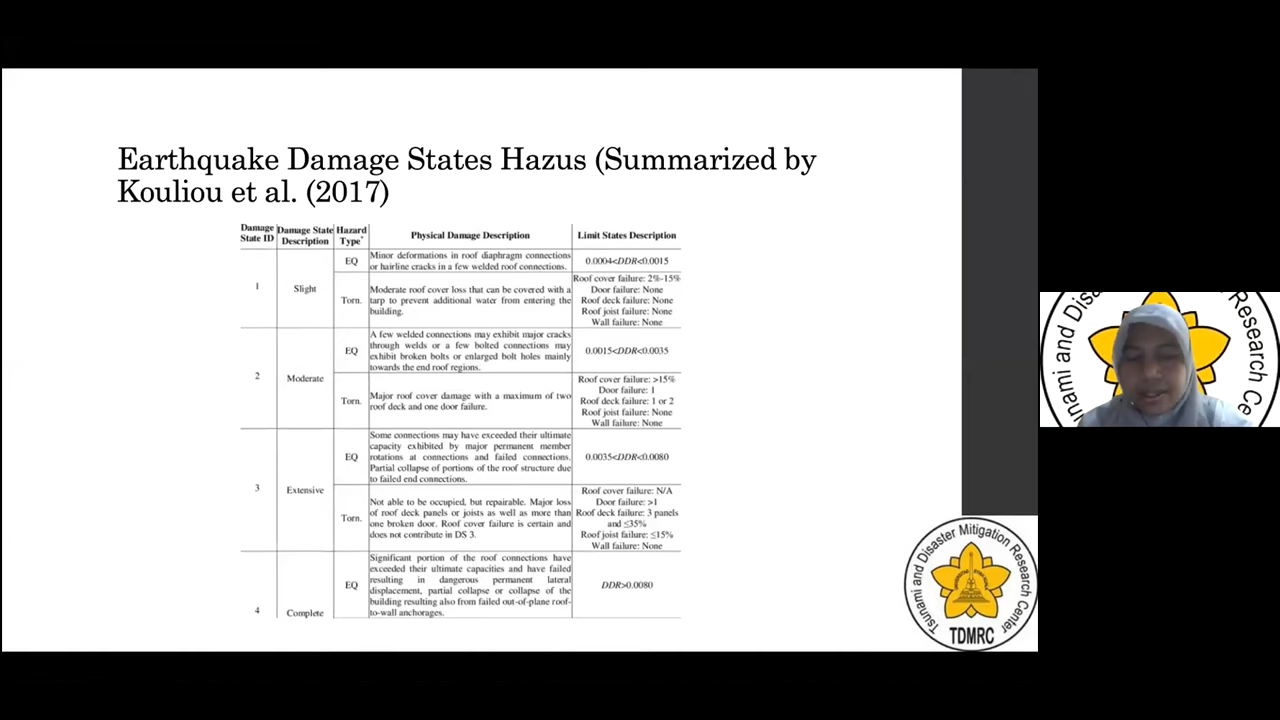 Earthquake Damage States Hazus (Summarized by
Kouliou et al. (2017)
Damage State ID
Damage State Description
Hazard Type*
Physical Damage Description
Limit States Description
1
Slight
EQ
Minor deformations in roof diaphragm connections
or hairline cracks in a few welded roof connections.
0.0004<DDR<0.0015
Torn.
Moderate roof cover loss that can be covered with a
tarp to prevent additional water from entering the
building.
Roof cover failure: 2%-15%
Door failure: None
Roof deck failure: None
Roof joist failure: None
Wall failure: None
2
Moderate
EQ
A few welded connections may exhibit major cracks
through welds or a few bolted connections may
exhibit broken bolts or enlarged bolt holes mainly
towards the end roof regions.
0.0015<DDR<0.0035
Torn.
Major roof cover damage with a maximum of two
roof deck and one door failure.
Roof cover failure: >15%
Door failure: 1
Roof deck failure: 1 or 2
Roof joist failure: None
Wall failure: None
3
Extensive
EQ
Some connections may have exceeded their ultimate
capacity exhibited by major permanent member
rotations at connections and failed connections.
Partial collapse of portions of the roof structure due
to failed end connections.
0.0035<DDR<0.0080
Torn.
Not able to be occupied, but repairable. Major loss
of roof deck panels or joists as well as more than
one broken door. Roof cover failure is certain and
does not contribute in DS 3.
Roof cover failure: N/A
Door failure: >1
Roof deck failure: 3 panels
and ≤35%
Roof joist failure: ≤15%
Wall failure: None
4
Complete
EQ
Significant portion of the roof connections have
exceeded their ultimate capacities and have failed
resulting in dangerous permanent lateral
displacement, partial collapse or collapse of the
building resulting also from failed out-of-plane roof-
to-wall anchorages.
DDR>0.0080
Tsunami and Disaster Mitigation Research Center
TDMRC
unami and Disas
Research Ce